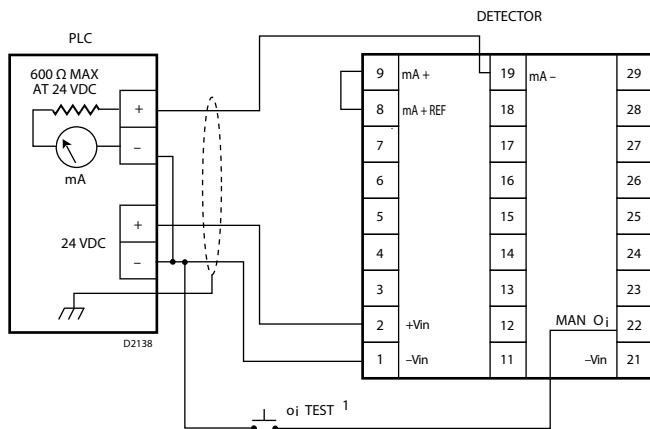 DETECTOR
PLC
600 Ω MAX
AT 24 VDC
+
–
mA
24 VDC
+
–
D2138
9 mA + 19 mA – 29
8 mA + REF 18 28
7 17 27
6 16 26
5 15 25
4 14 24
3 13 23
2 +Vin 12 MAN Oi 22
1 –Vin 11 –Vin 21
oi TEST 1